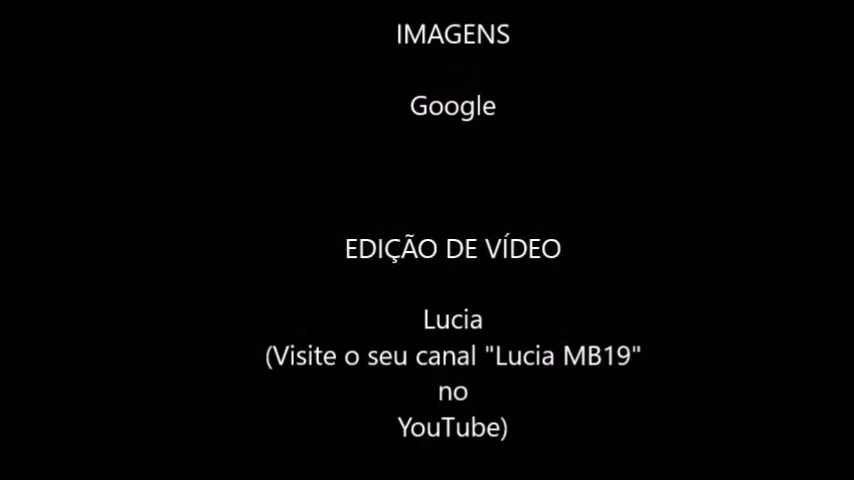 IMAGENS
Google
EDIÇÃO DE VÍDEO
Lucia
(Visite o seu canal "Lucia MB19"
no
YouTube)